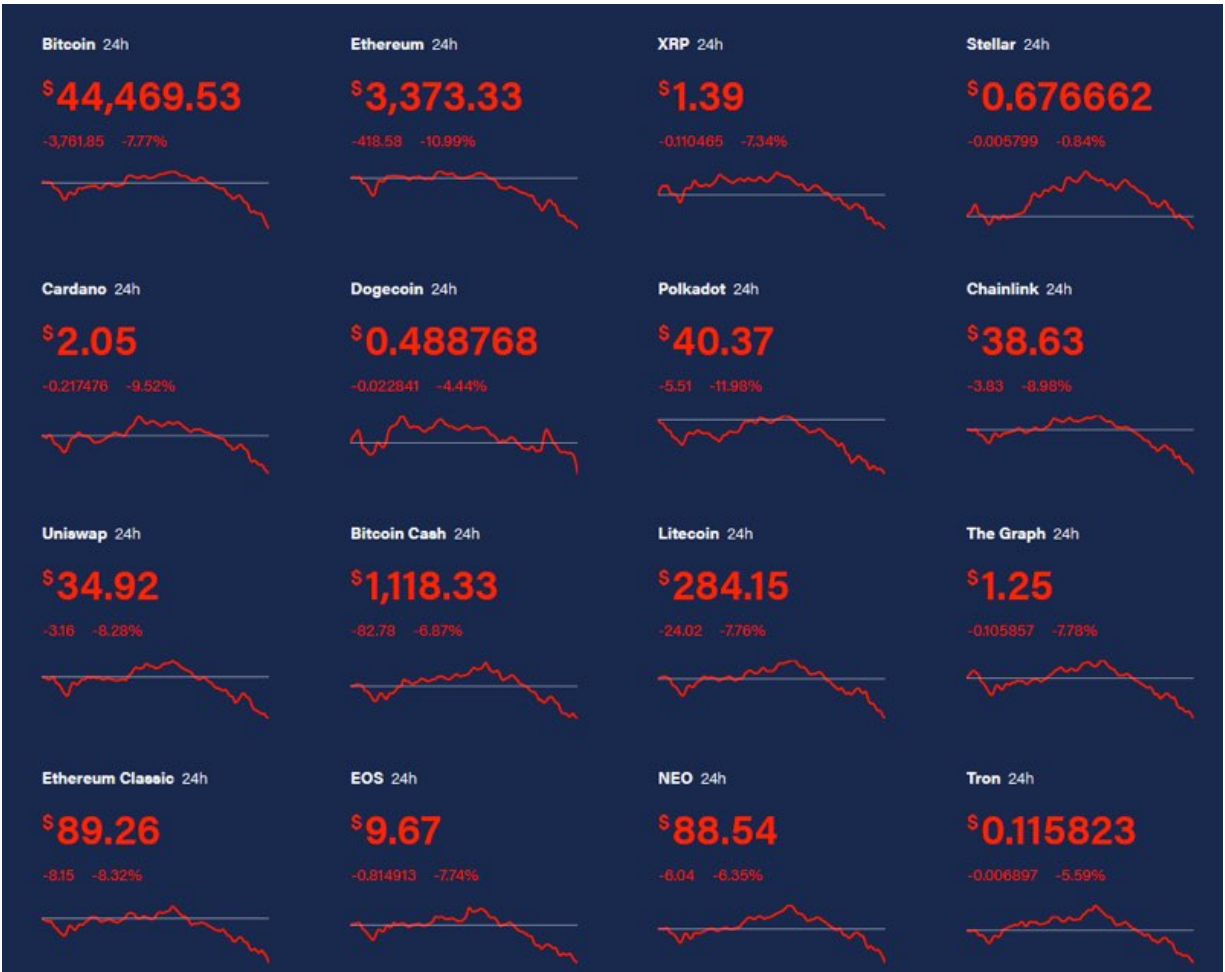 Bitcoin 24h
$44,469.53
-3,761.85 -7.77%
Ethereum 24h
$3,373.33
-418.58 -10.99%
XRP 24h
$1.39
-0.110465 -7.34%
Stellar 24h
$0.676662
-0.005799 -0.84%
Cardano 24h
$2.05
-0.217476 -9.52%
Dogecoin 24h
$0.488768
-0.022841 -4.44%
Polkadot 24h
$40.37
-5.51 -11.98%
Chainlink 24h
$38.63
-3.83 -8.98%
Uniswap 24h
$34.92
-3.16 -8.28%
Bitcoin Cash 24h
$1,118.33
-82.78 -6.87%
Litecoin 24h
$284.15
-24.02 -7.76%
The Graph 24h
$1.25
-0.105857 -7.78%
Ethereum Classic 24h
$89.26
-8.15 -8.32%
EOS 24h
$9.67
-0.814913 -7.74%
NEO 24h
$88.54
-6.04 -6.35%
Tron 24h
$0.115823
-0.006897 -5.59%